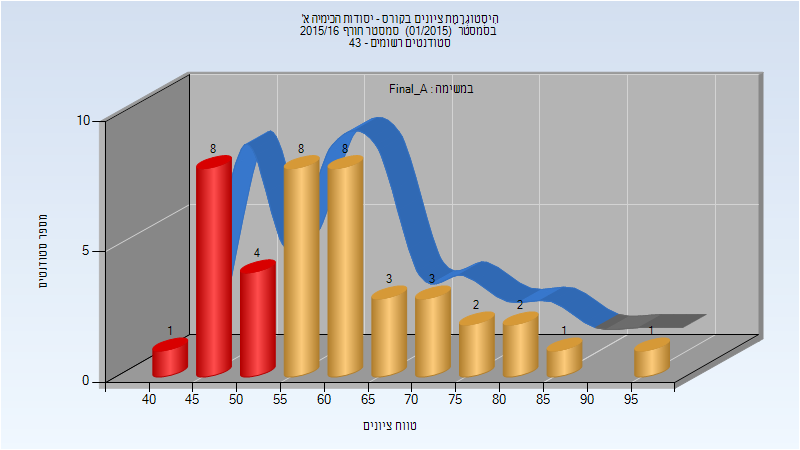 היסטוגרמת ציונים בקורס - יסודות הכימיה א'
בסמסטר (01/2015) סמסטר חורף 2015/16
סטודנטים רשומים - 43
במשימה : Final_A
מספר סטודנטים
10
5
0
1
8
4
8
8
3
3
2
2
1
1
40 45 50 55 60 65 70 75 80 85 90 95
טווח ציונים